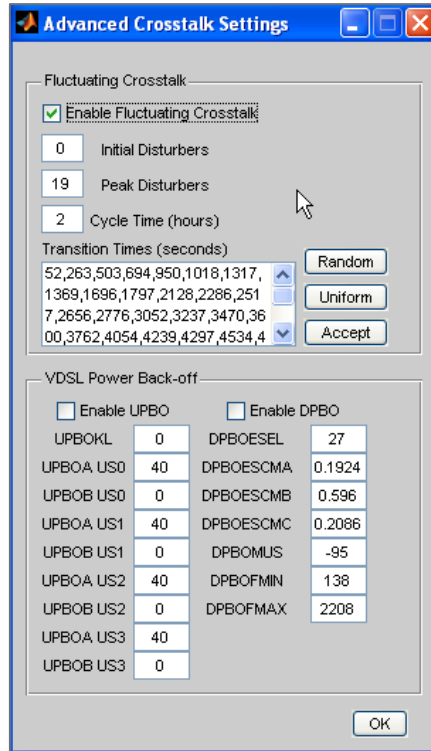 Advanced Crosstalk Settings
Fluctuating Crosstalk
Enable Fluctuating Crosstalk
0 Initial Disturbers
19 Peak Disturbers
2 Cycle Time (hours)
Transition Times (seconds)
52,263,503,694,950,1018,1317,
1369,1696,1797,2128,2286,251
7,2656,2776,3052,3237,3470,36
00,3762,4054,4239,4297,4534,4
Random
Uniform
Accept
VDSL Power Back-off
Enable UPBO Enable DPBO
UPBOKL 0 DPBOESEL 27
UPBOA US0 40 DPBOESCMA 0.1924
UPBOB US0 0 DPBOESCMB 0.596
UPBOA US1 40 DPBOESCMC 0.2086
UPBOB US1 0 DPBOMUS -95
UPBOA US2 40 DPBOFMIN 138
UPBOB US2 0 DPBOFMAX 2208
UPBOA US3 40
UPBOB US3 0
OK